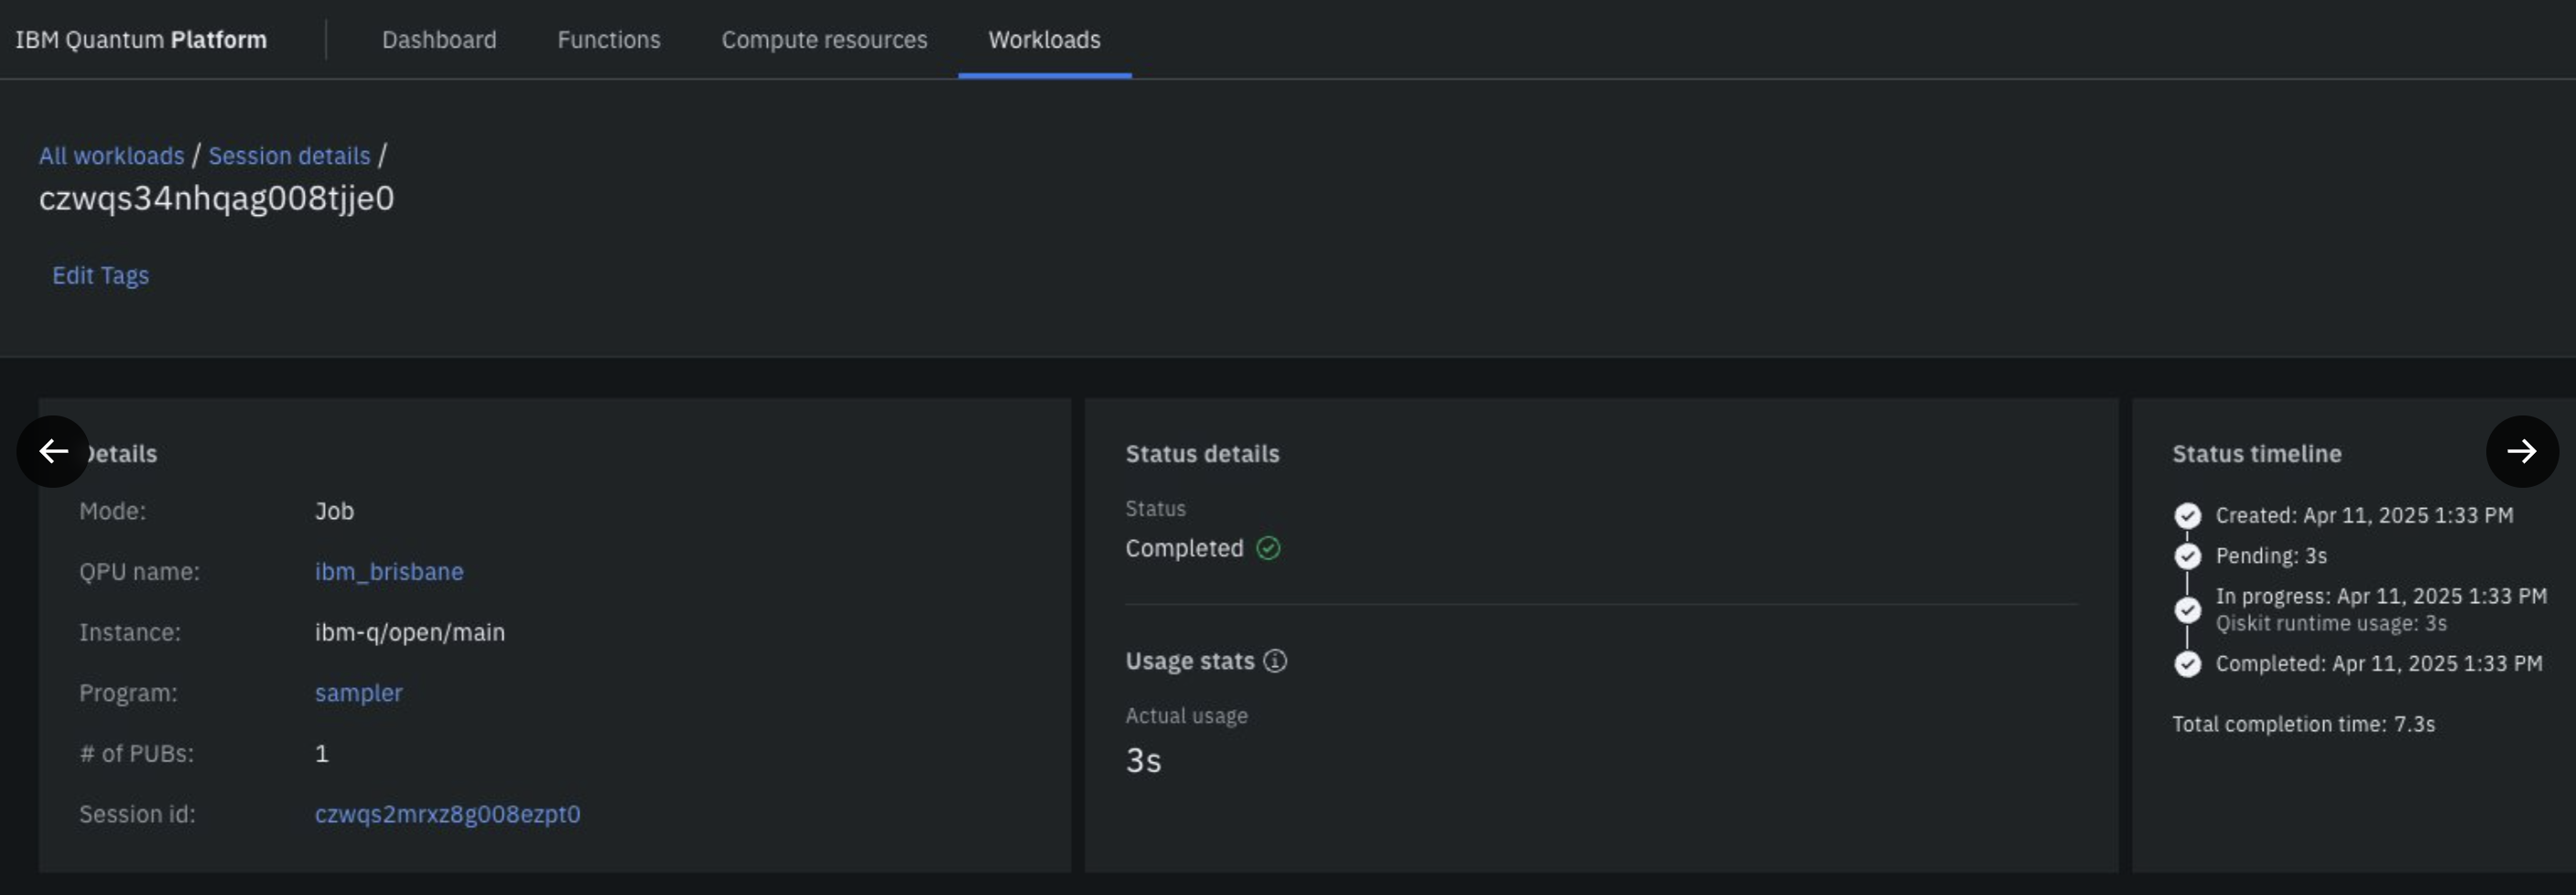 IBM Quantum Platform
Dashboard
Functions
Compute resources
Workloads
All workloads / Session details /
czwqs34nhqag008tjje0
Edit Tags
Details
Mode: Job
QPU name: ibm_brisbane
Instance: ibm-q/open/main
Program: sampler
# of PUBs: 1
Session id: czwqs2mrxz8g008ezpt0
Status details
Status
Completed
Usage stats
Actual usage
3s
Status timeline
Created: Apr 11, 2025 1:33 PM
Pending: 3s
In progress: Apr 11, 2025 1:33 PM
Qiskit runtime usage: 3s
Completed: Apr 11, 2025 1:33 PM
Total completion time: 7.3s